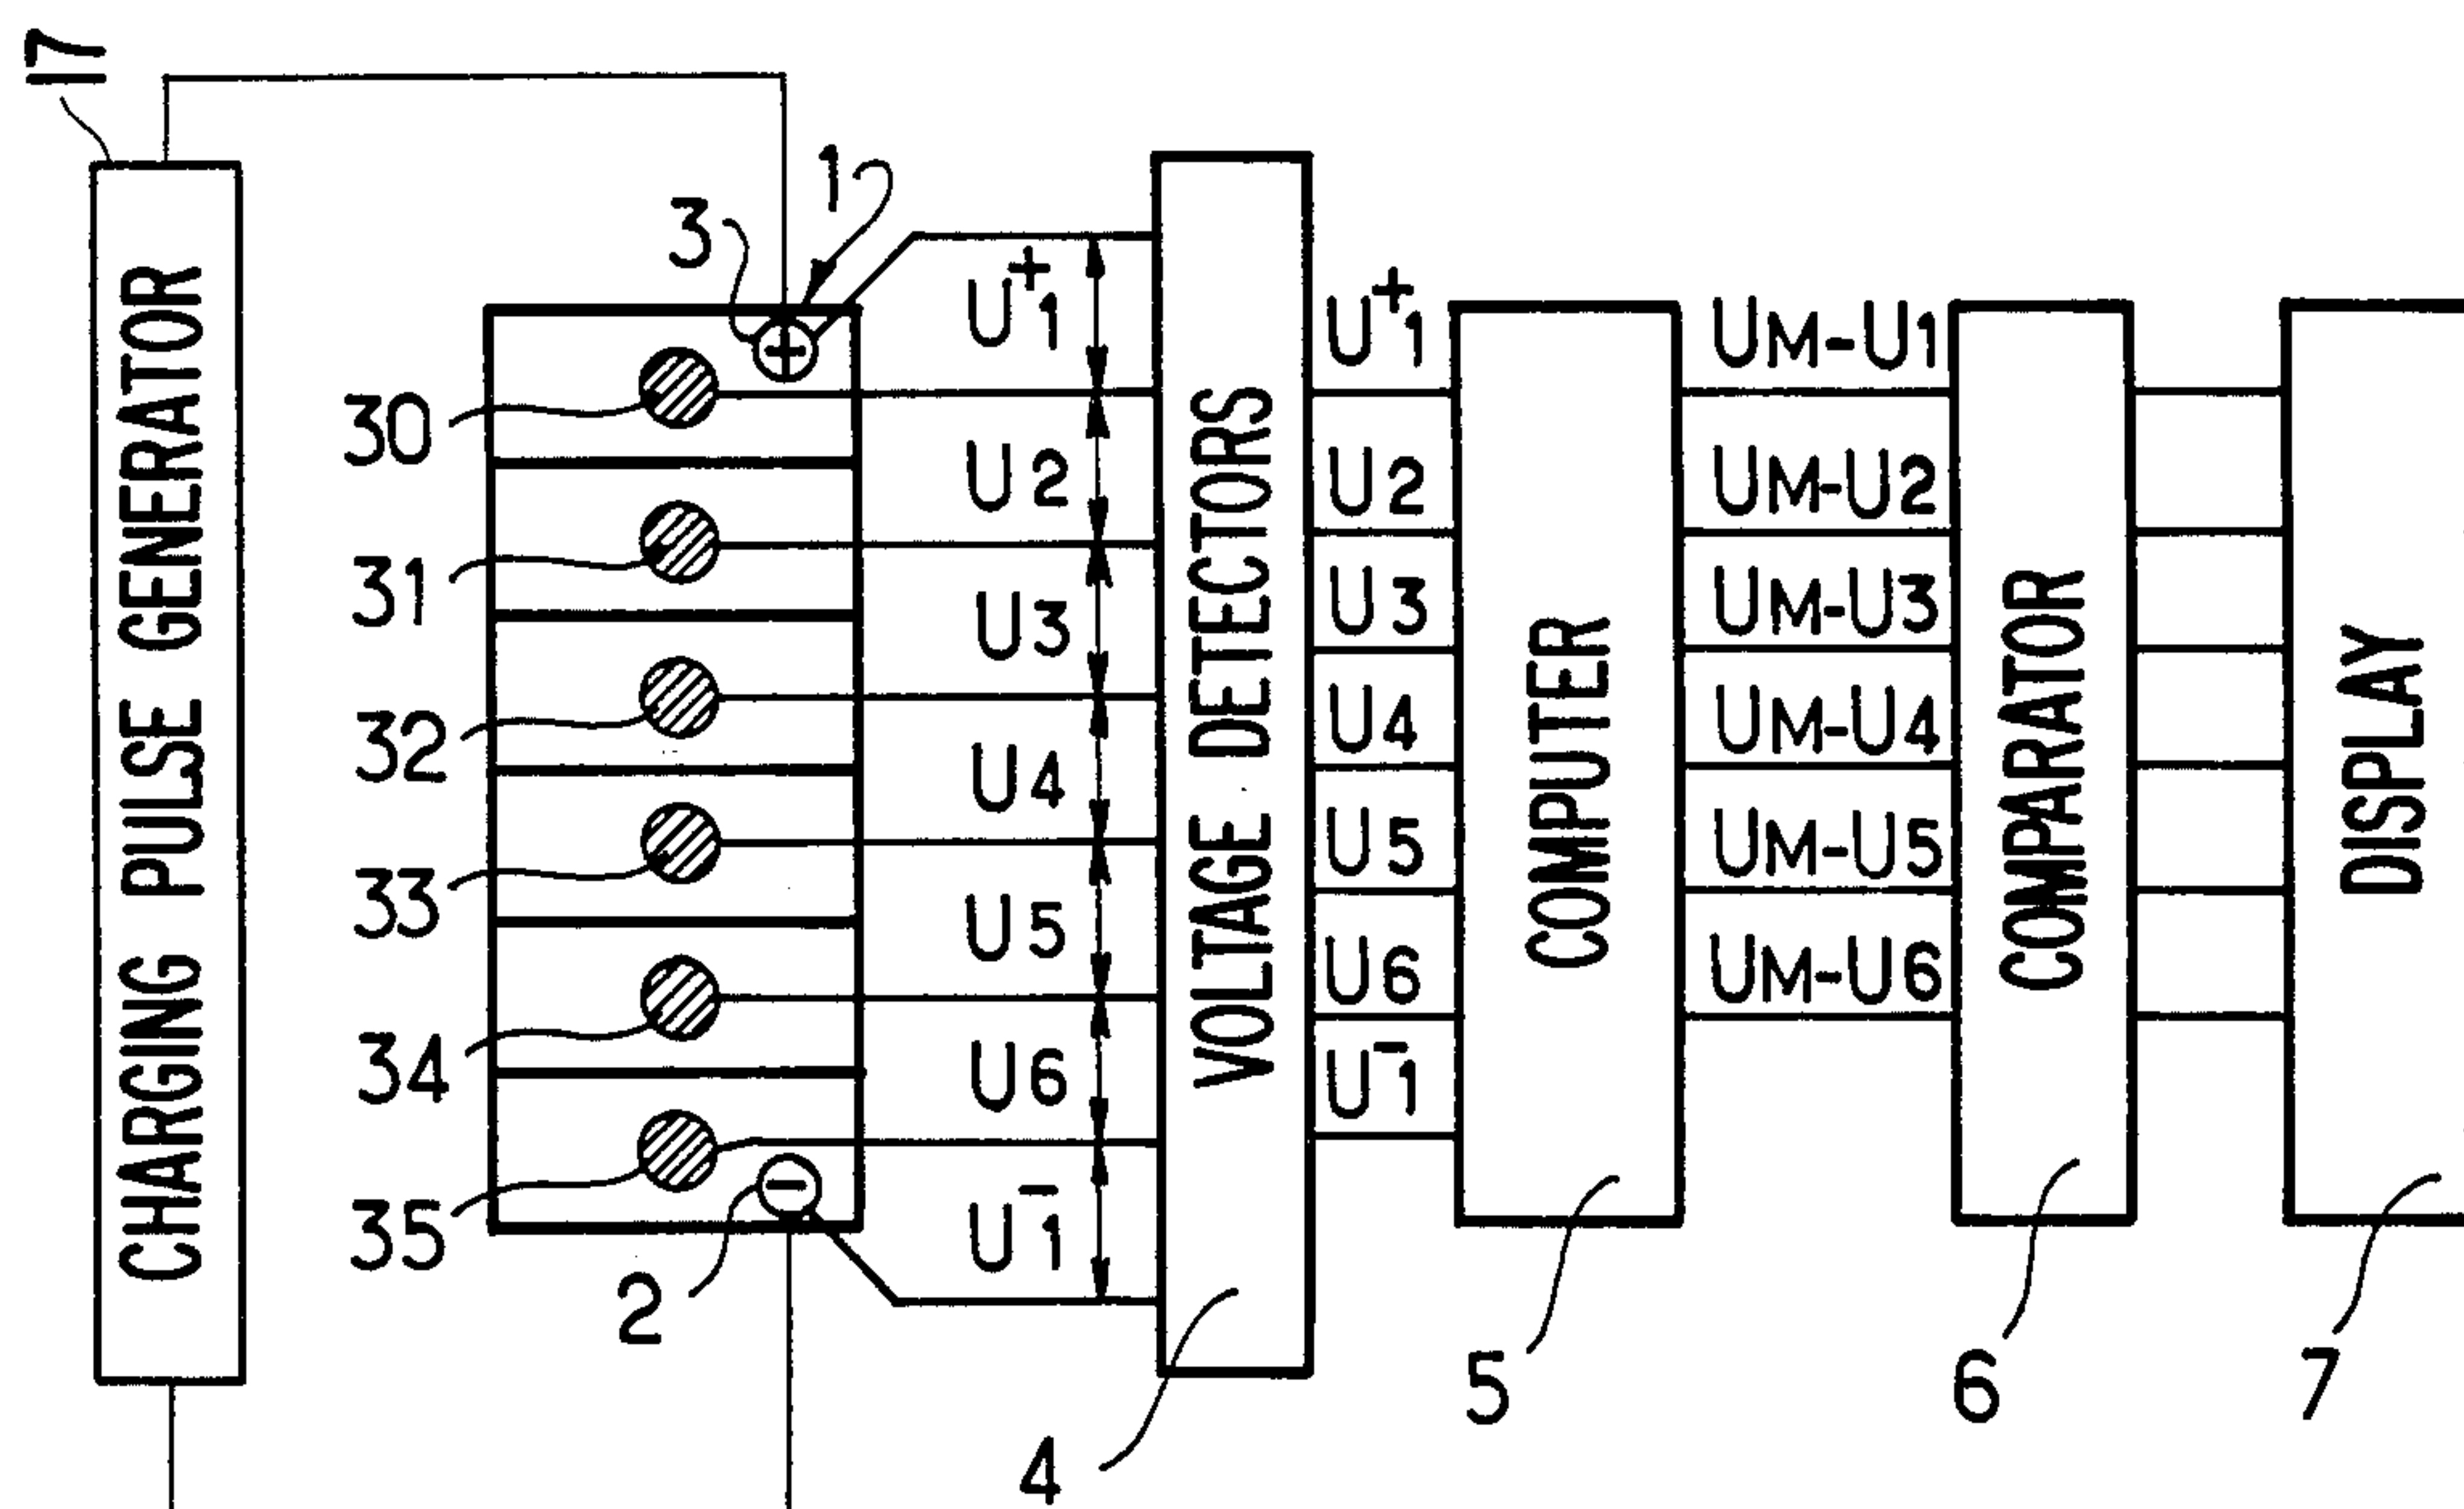 17
CHARGING PULSE GENERATOR
1
3
+
30
31
32
33
34
35
2
−
U⁺1
U2
U3
U4
U5
U6
U⁻1
VOLTAGE DETECTORS
4
U⁺1
U2
U3
U4
U5
U6
U⁻1
COMPUTER
5
UM-U1
UM-U2
UM-U3
UM-U4
UM-U5
UM-U6
COMPARATOR
6
DISPLAY
7